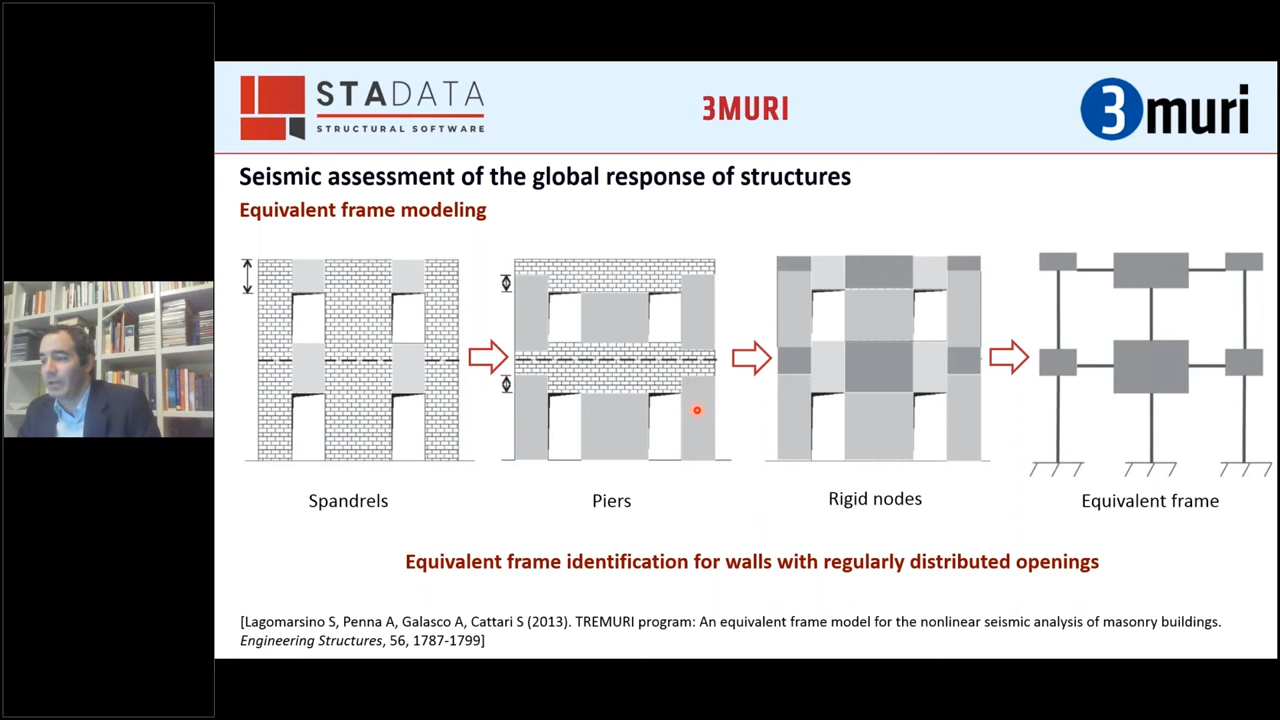 STADATA
STRUCTURAL SOFTWARE
3MURI
3muri
Seismic assessment of the global response of structures
Equivalent frame modeling
Spandrels
Piers
Rigid nodes
Equivalent frame
Equivalent frame identification for walls with regularly distributed openings
[Lagomarsino S, Penna A, Galasco A, Cattari S (2013). TREMURI program: An equivalent frame model for the nonlinear seismic analysis of masonry buildings.
Engineering Structures, 56, 1787-1799]